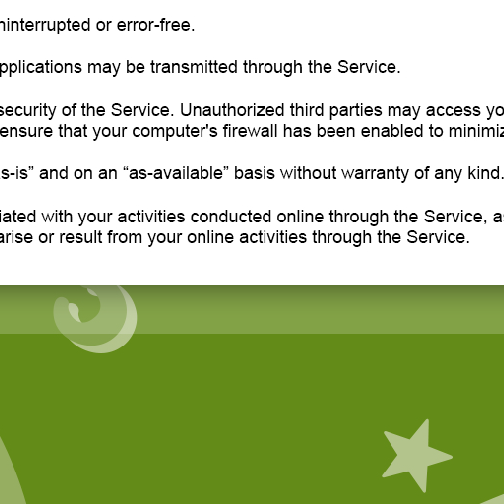 ninterrupted or error-free.
pplications may be transmitted through the Service.
security of the Service. Unauthorized third parties may access yo
ensure that your computer's firewall has been enabled to minimiz
s-is” and on an “as-available” basis without warranty of any kind.
iated with your activities conducted online through the Service, a
arise or result from your online activities through the Service.